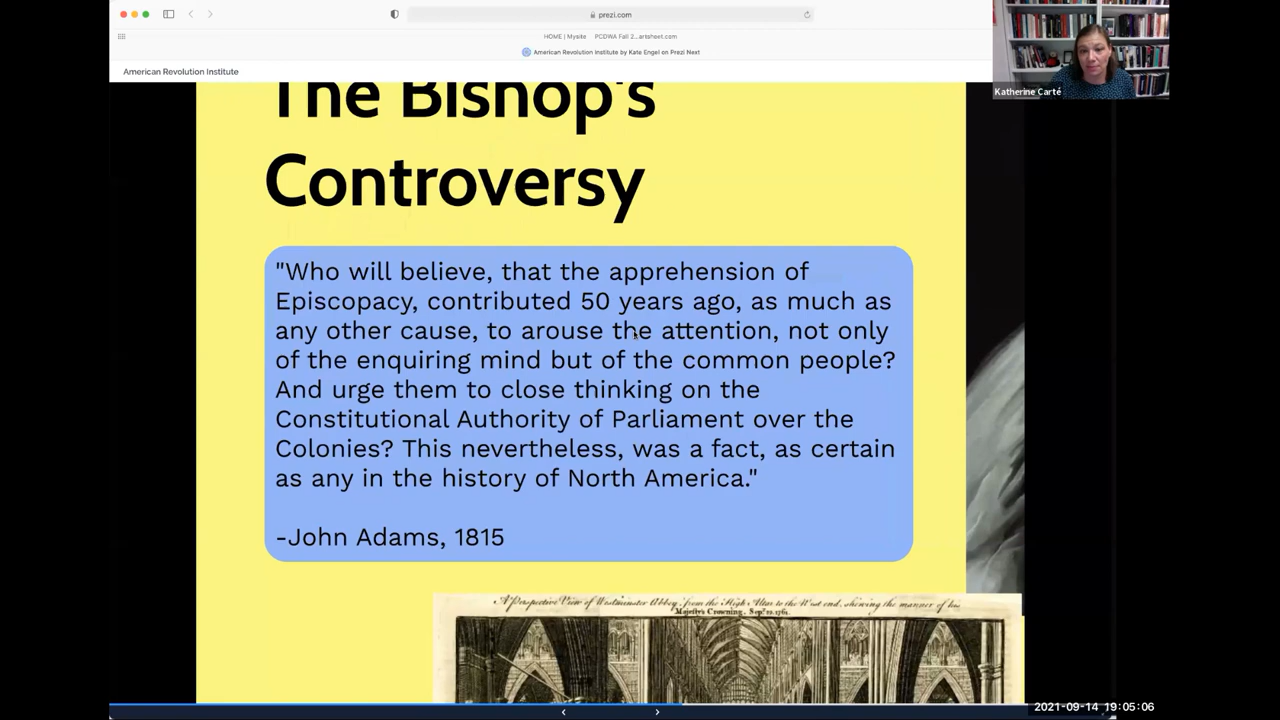 prezi.com
HOME | Mysite
PCDWA Fall 2...artsheet.com
American Revolution Institute by Kate Engel on Prezi Next
American Revolution Institute
Katherine Carté
The Bishop's
Controversy
"Who will believe, that the apprehension of
Episcopacy, contributed 50 years ago, as much as
any other cause, to arouse the attention, not only
of the enquiring mind but of the common people?
And urge them to close thinking on the
Constitutional Authority of Parliament over the
Colonies? This nevertheless, was a fact, as certain
as any in the history of North America."
-John Adams, 1815
A Perspective View of Westminster Abbey, from the High Altar to the West end, shewing the manner of his
Majesty's Crowning, Sep. 22. 1761.
2021-09-14 19:05:06